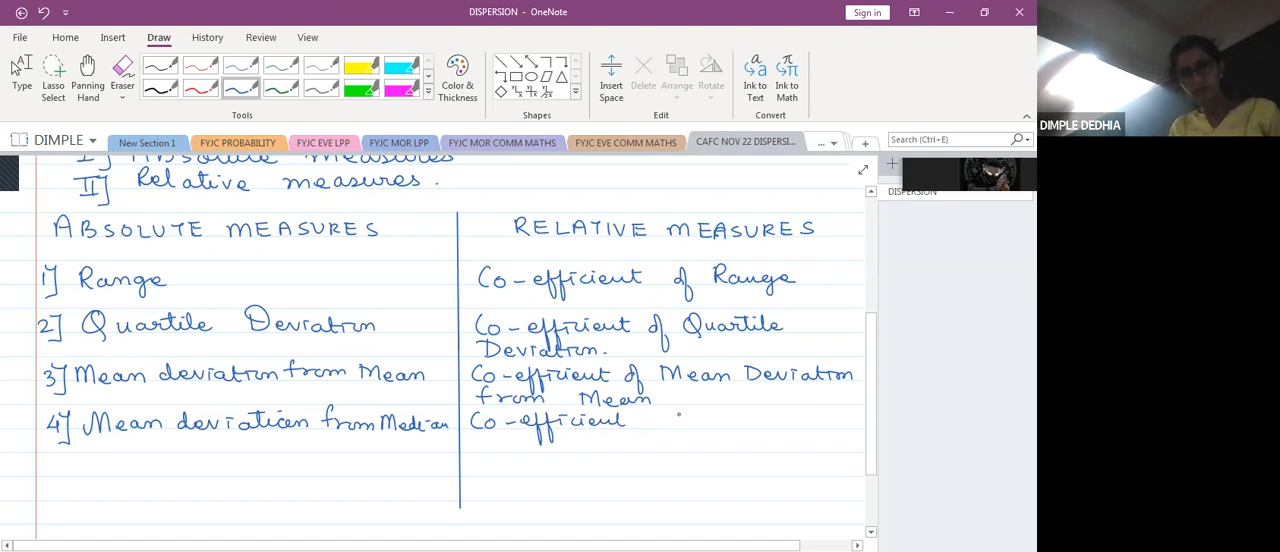 DISPERSION - OneNote
Sign in
File Home Insert Draw History Review View
Type
Lasso Select
Panning Hand
Eraser
Color & Thickness
Insert Space
Delete
Arrange
Rotate
Ink to Text
Ink to Math
Tools
Shapes
Edit
Convert
DIMPLE
New Section 1
FYJC PROBABILITY
FYJC EVE LPP
FYJC MOR LPP
FYJC MOR COMM MATHS
FYJC EVE COMM MATHS
CAFC NOV 22 DISPERSI...
Search (Ctrl+E)
DIMPLE DEDHIA
DISPERSION
I] Absolute measures
II] Relative measures.
ABSOLUTE MEASURES
RELATIVE MEASURES
1] Range
Co-efficient of Range
2] Quartile Deviation
Co-efficient of Quartile
Deviation.
3] Mean deviation from Mean
Co-efficient of Mean Deviation
from Mean
4] Mean deviation from Median
Co-efficient